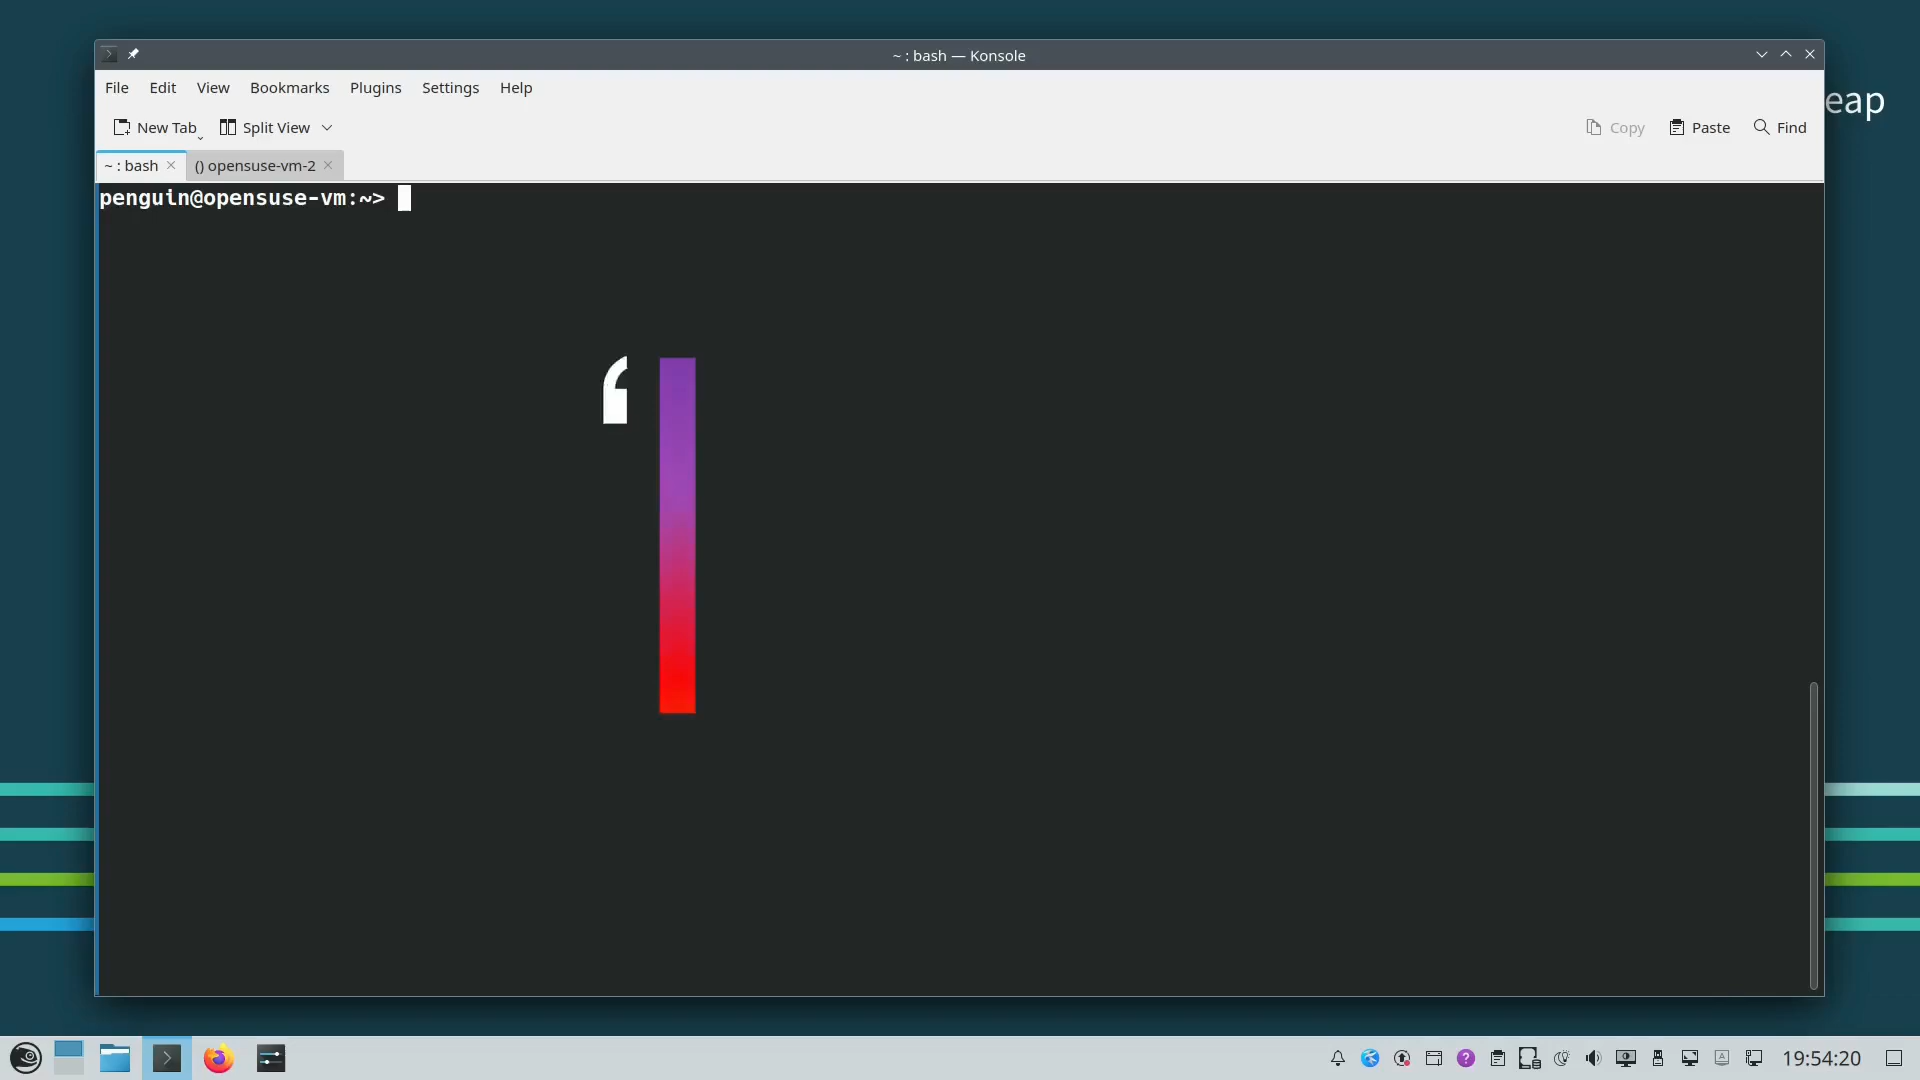 ~ : bash — Konsole
File Edit View Bookmarks Plugins Settings Help
eap
New Tab Split View Copy Paste Find
~ : bash () opensuse-vm-2
penguin@opensuse-vm:~>
‘
19:54:20